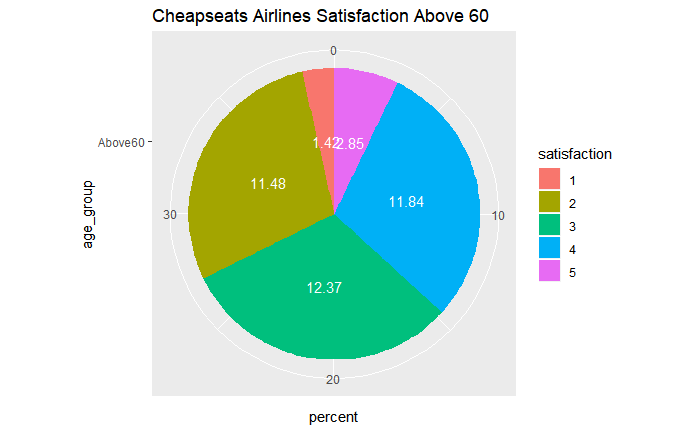 Cheapseats Airlines Satisfaction Above 60
0
Above60
1.42
2.85
11.48
11.84
30
10
12.37
20
age_group
percent
satisfaction
1
2
3
4
5